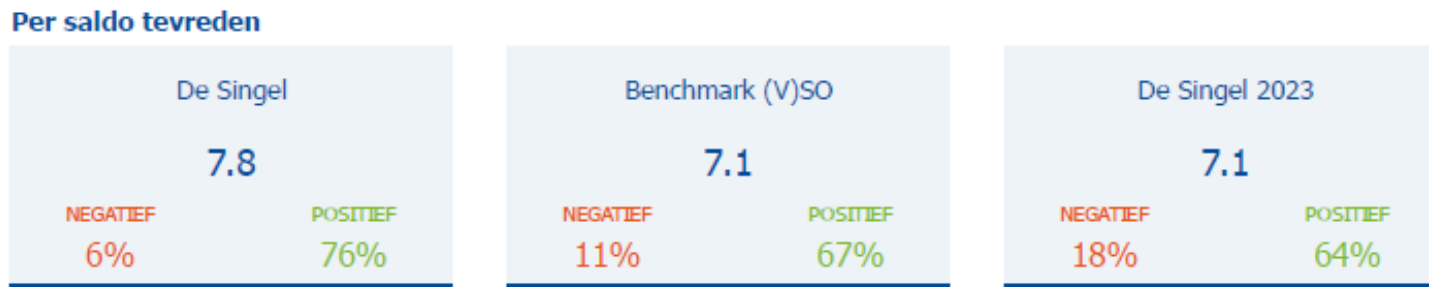 Per saldo tevreden
De Singel
Benchmark (V)SO
De Singel 2023
7.8
7.1
7.1
NEGATIEF POSITIEF
NEGATIEF POSITIEF
NEGATIEF POSITIEF
6% 76%
11% 67%
18% 64%